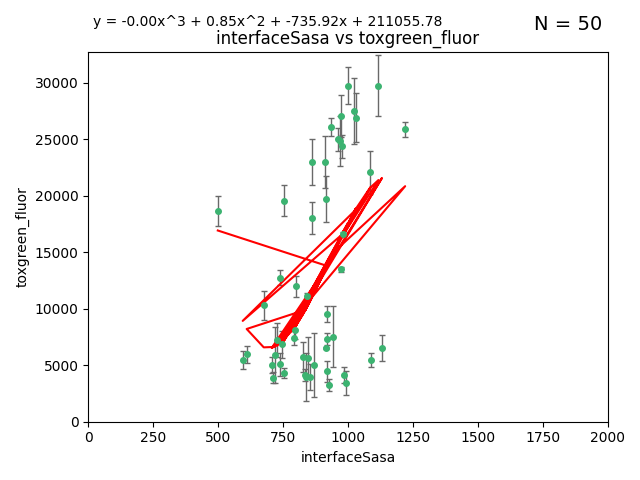 y = -0.00x^3 + 0.85x^2 + -735.92x + 211055.78
N = 50
interfaceSasa vs toxgreen_fluor
30000
25000
20000
15000
10000
5000
0
toxgreen_fluor
0 250 500 750 1000 1250 1500 1750 2000
interfaceSasa